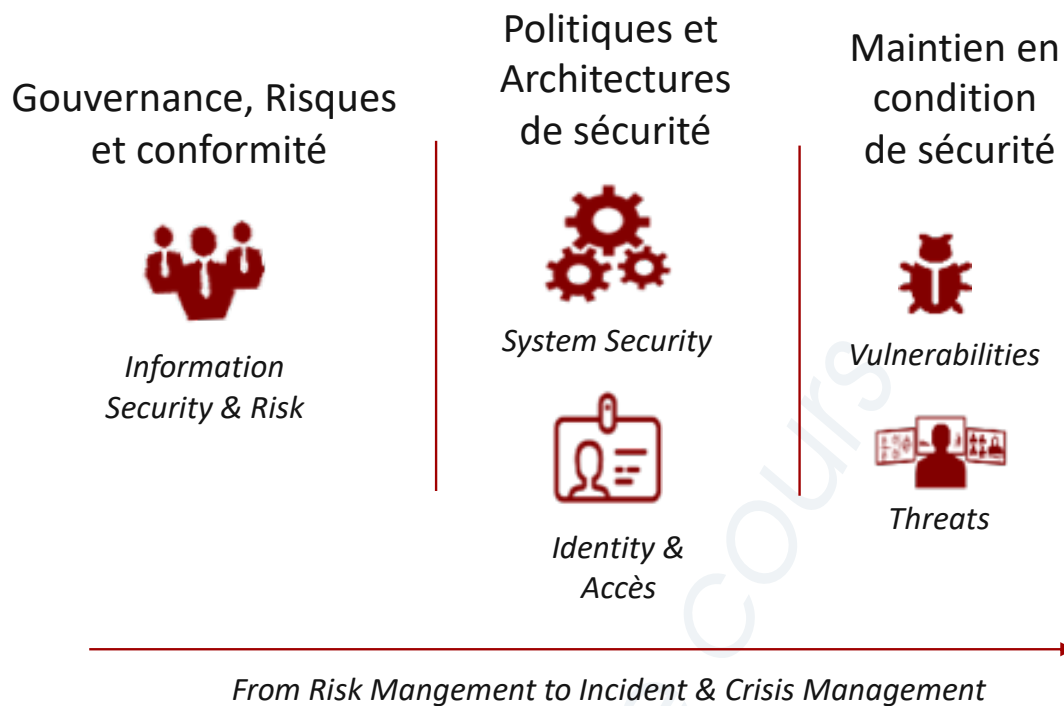 Gouvernance, Risques
et conformité
Information
Security & Risk
Politiques et
Architectures
de sécurité
System Security
Identity &
Accès
Maintien en
condition
de sécurité
Vulnerabilities
Threats
cours
From Risk Mangement to Incident & Crisis Management